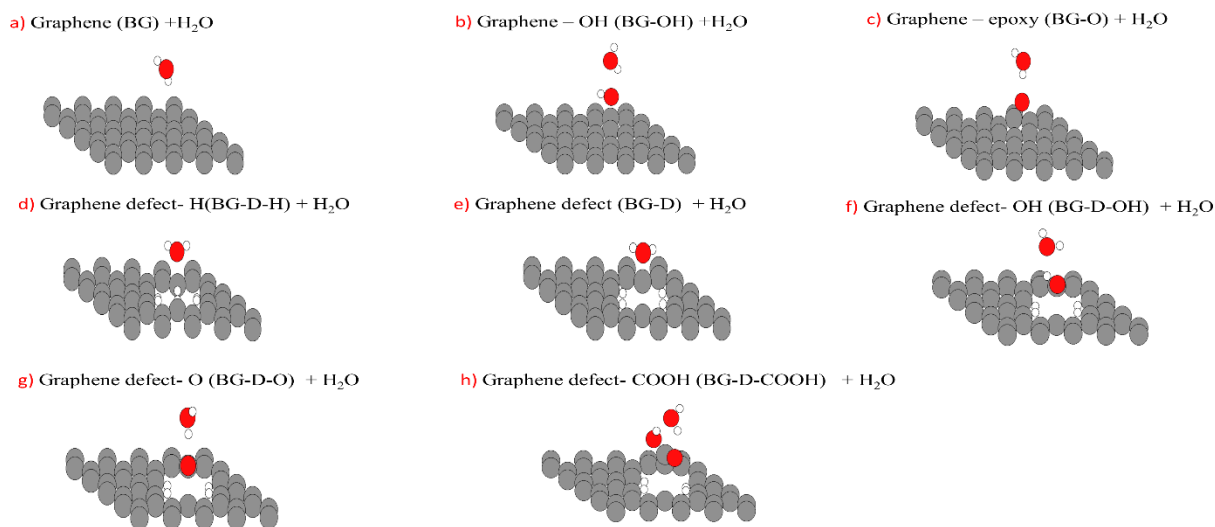 a) Graphene (BG) +H₂O
b) Graphene – OH (BG-OH) +H₂O
c) Graphene – epoxy (BG-O) + H₂O
d) Graphene defect- H(BG-D-H) + H₂O
e) Graphene defect (BG-D) + H₂O
f) Graphene defect- OH (BG-D-OH) + H₂O
g) Graphene defect- O (BG-D-O) + H₂O
h) Graphene defect- COOH (BG-D-COOH) + H₂O